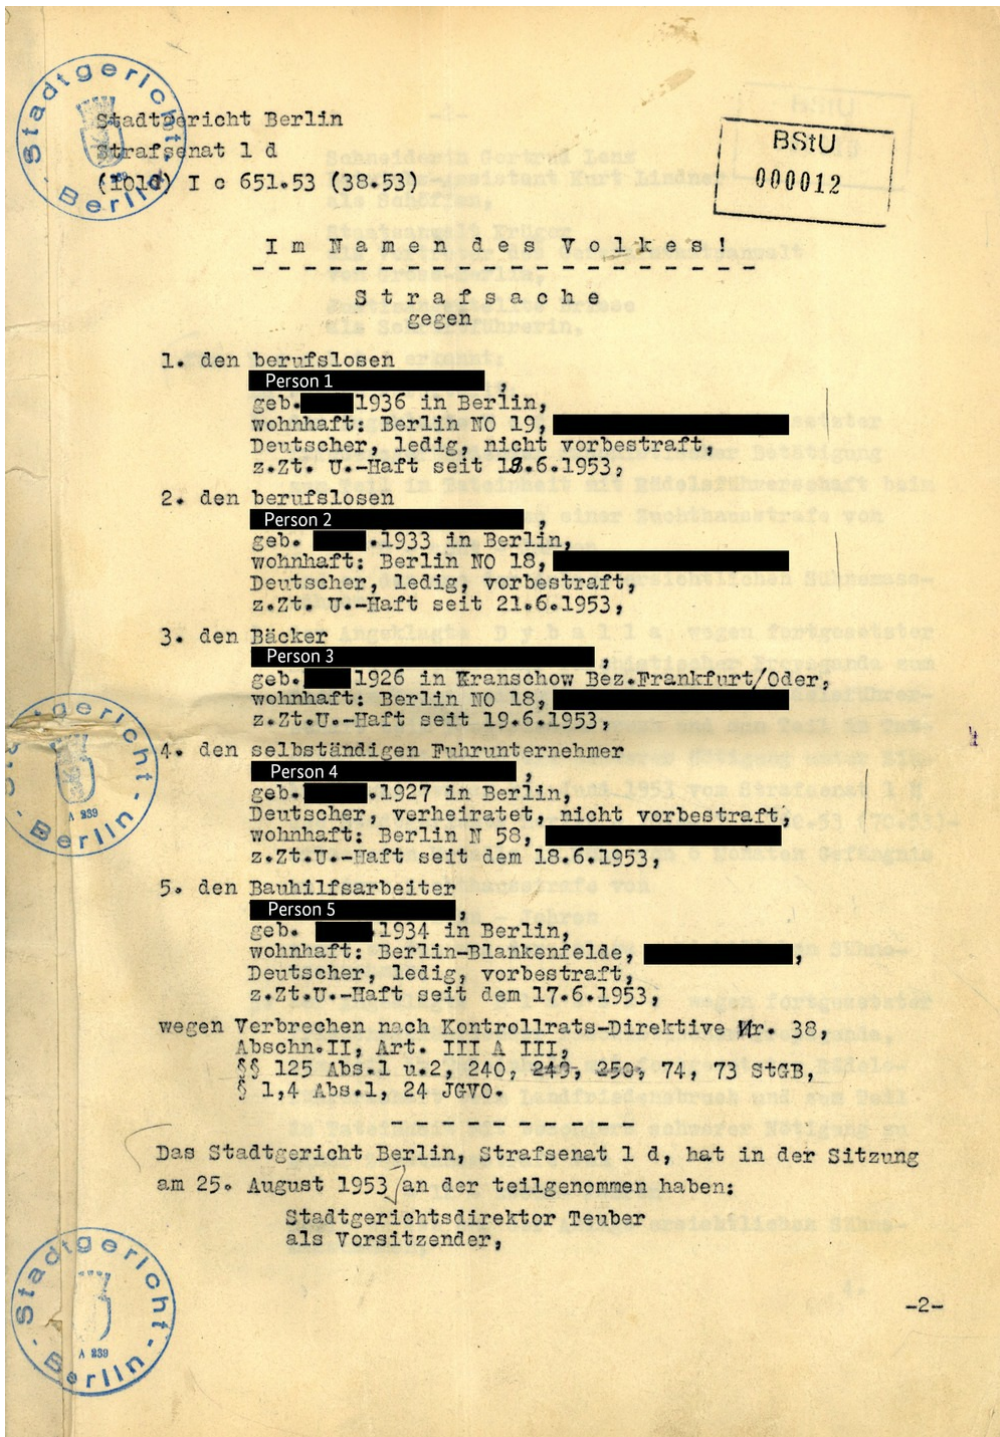 Stadtgericht Berlin
Stadtgericht Berlin
Strafsenat 1 d
(101d) I c 651.53 (38.53)
BStU
000012
Im Namen des Volkes!
Strafsache
gegen
1. den berufslosen
Person 1 ,
geb. 1936 in Berlin,
wohnhaft: Berlin NO 19,
Deutscher, ledig, nicht vorbestraft,
z.Zt. U.-Haft seit 19.6.1953,
2. den berufslosen
Person 2 ,
geb. .1933 in Berlin,
wohnhaft: Berlin NO 18,
Deutscher, ledig, vorbestraft,
z.Zt. U.-Haft seit 21.6.1953,
3. den Bäcker
Person 3 ,
geb. 1926 in Kranschow Bez.Frankfurt/Oder,
wohnhaft: Berlin NO 18,
z.Zt.U.-Haft seit 19.6.1953,
Stadtgericht Berlin
A 239
4. den selbständigen Fuhrunternehmer
Person 4 ,
geb. .1927 in Berlin,
Deutscher, verheiratet, nicht vorbestraft,
wohnhaft: Berlin N 58,
z.Zt.U.-Haft seit dem 18.6.1953,
5. den Bauhilfsarbeiter
Person 5 ,
geb. .1934 in Berlin,
wohnhaft: Berlin-Blankenfelde, ,
Deutscher, ledig, vorbestraft,
z.Zt.U.-Haft seit dem 17.6.1953,
wegen Verbrechen nach Kontrollrats-Direktive Nr. 38,
Abschn.II, Art. III A III,
§§ 125 Abs.1 u.2, 240, 249, 250, 74, 73 StGB,
§ 1,4 Abs.1, 24 JGVO.
Das Stadtgericht Berlin, Strafsenat 1 d, hat in der Sitzung
am 25. August 1953, an der teilgenommen haben:
Stadtgerichtsdirektor Teuber
als Vorsitzender,
Stadtgericht Berlin
A 239
-2-